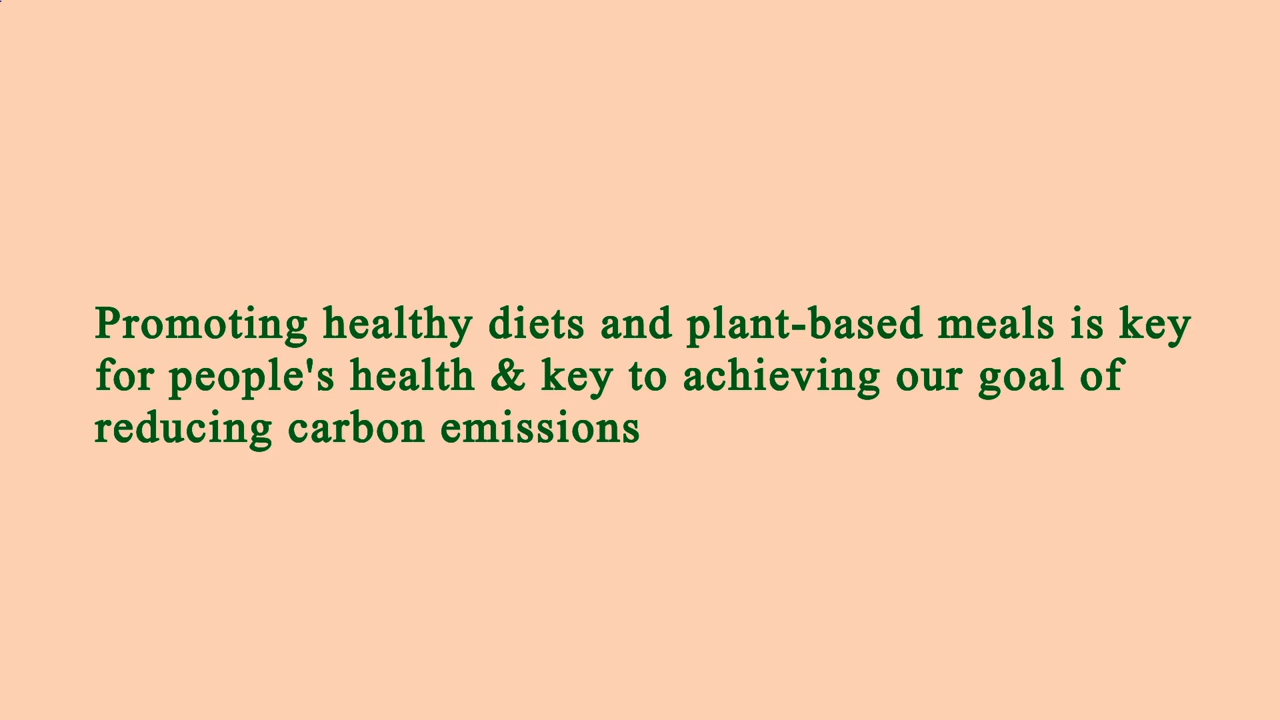 Promoting healthy diets and plant-based meals is key
for people's health & key to achieving our goal of
reducing carbon emissions